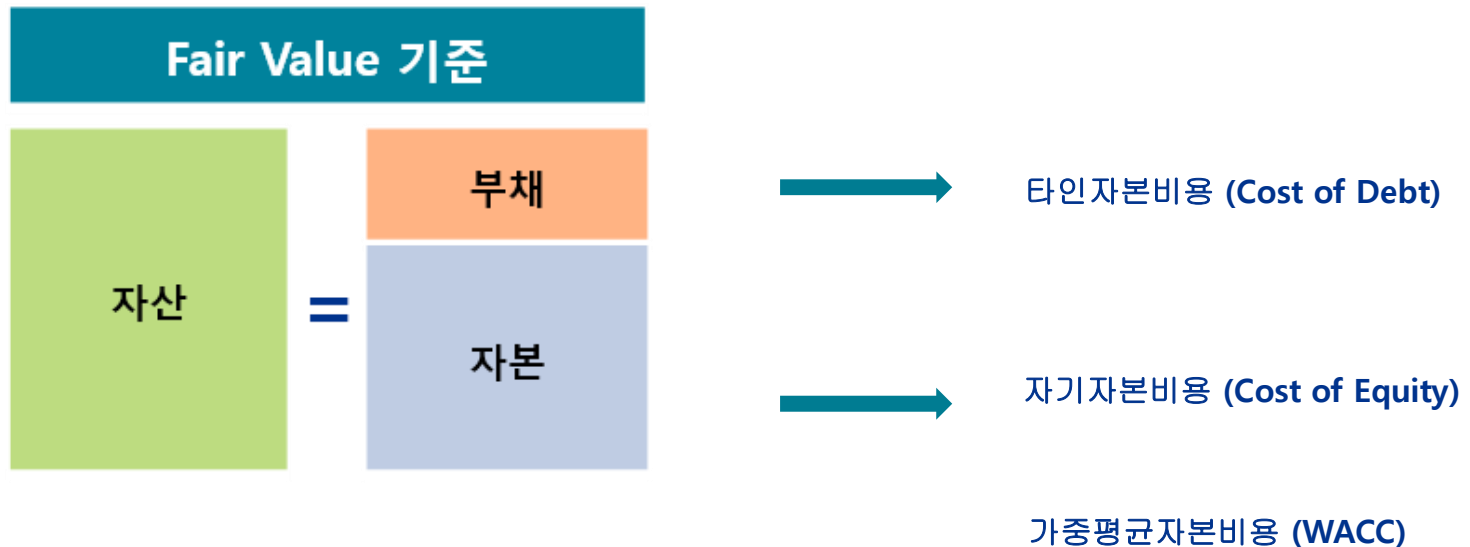 Fair Value 기준
부채
타인자본비용 (Cost of Debt)
자산
=
자본
자기자본비용 (Cost of Equity)
가중평균자본비용 (WACC)